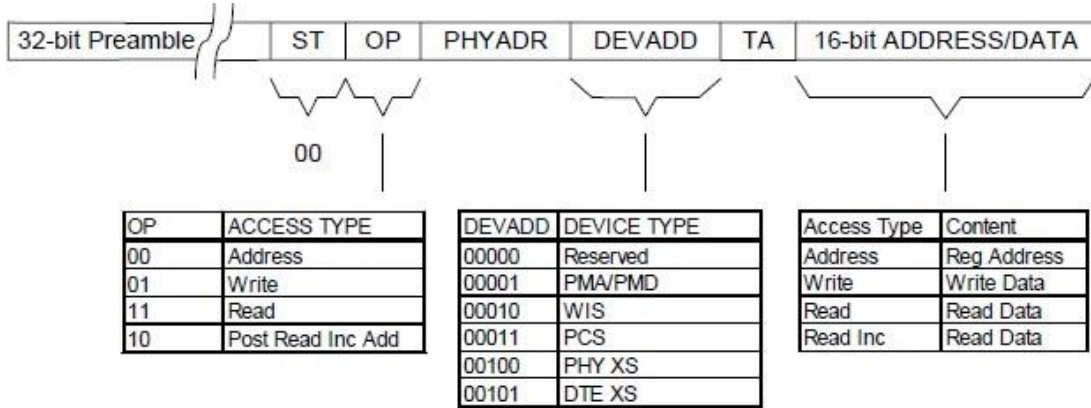 32-bit Preamble ST OP PHYADR DEVADD TA 16-bit ADDRESS/DATA
00
OP ACCESS TYPE
00 Address
01 Write
11 Read
10 Post Read Inc Add
DEVADD DEVICE TYPE
00000 Reserved
00001 PMA/PMD
00010 WIS
00011 PCS
00100 PHY XS
00101 DTE XS
Access Type Content
Address Reg Address
Write Write Data
Read Read Data
Read Inc Read Data